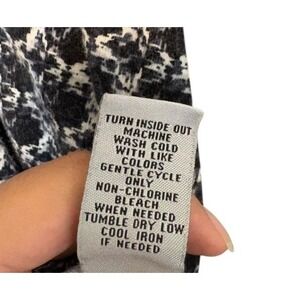 TURN INSIDE OUT
MACHINE
WASH COLD
WITH LIKE
COLORS
GENTLE CYCLE
ONLY
NON-CHLORINE
BLEACH
WHEN NEEDED
TUMBLE DRY LOW
COOL IRON
IF NEEDED